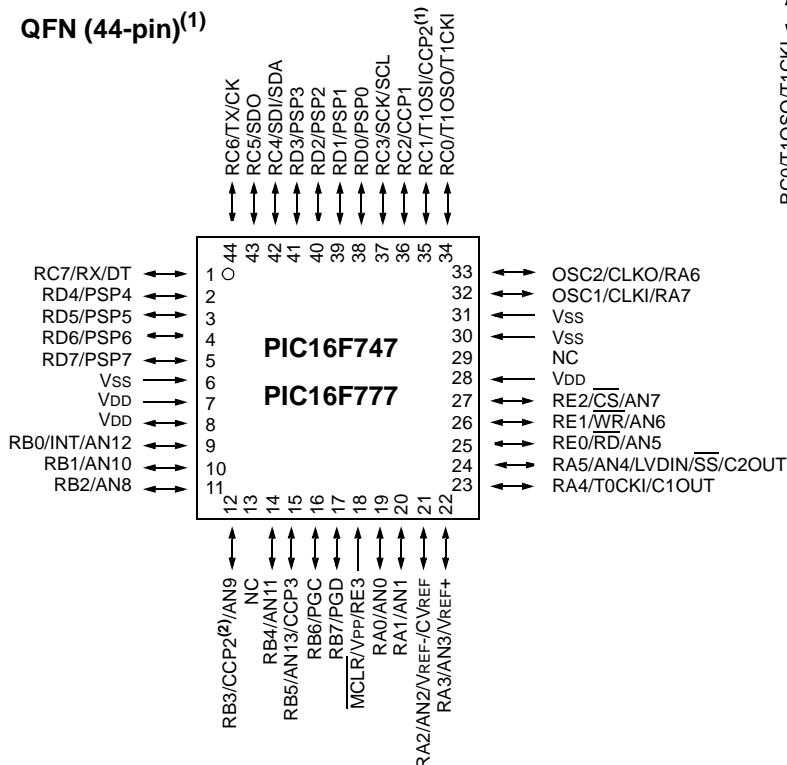 QFN (44-pin)(1)
RC6/TX/CK
RC5/SDO
RC4/SDI/SDA
RD3/PSP3
RD2/PSP2
RD1/PSP1
RD0/PSP0
RC3/SCK/SCL
RC2/CCP1
RC1/T1OSI/CCP2(1)
RC0/T1OSO/T1CKI
RC0/T1OSO/T1CKI
44
43
42
41
40
39
38
37
36
35
34
RC7/RX/DT 1
RD4/PSP4 2
RD5/PSP5 3
RD6/PSP6 4
RD7/PSP7 5
VSS 6
VDD 7
VDD 8
RB0/INT/AN12 9
RB1/AN10 10
RB2/AN8 11
PIC16F747
PIC16F777
33 OSC2/CLKO/RA6
32 OSC1/CLKI/RA7
31 VSS
30 VSS
29 NC
28 VDD
27 RE2/CS/AN7
26 RE1/WR/AN6
25 RE0/RD/AN5
24 RA5/AN4/LVDIN/SS/C2OUT
23 RA4/T0CKI/C1OUT
12
13
14
15
16
17
18
19
20
21
22
RB3/CCP2(2)/AN9
NC
RB4/AN11
RB5/AN13/CCP3
RB6/PGC
RB7/PGD
MCLR/VPP/RE3
RA0/AN0
RA1/AN1
RA2/AN2/VREF-/CVREF
RA3/AN3/VREF+